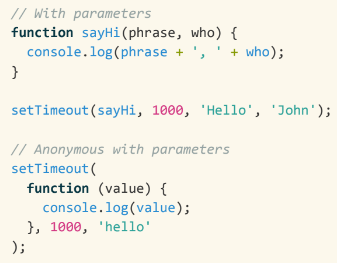 // With parameters
function sayHi(phrase, who) {
  console.log(phrase + ', ' + who);
}

setTimeout(sayHi, 1000, 'Hello', 'John');

// Anonymous with parameters
setTimeout(
  function (value) {
    console.log(value);
  }, 1000, 'hello'
);